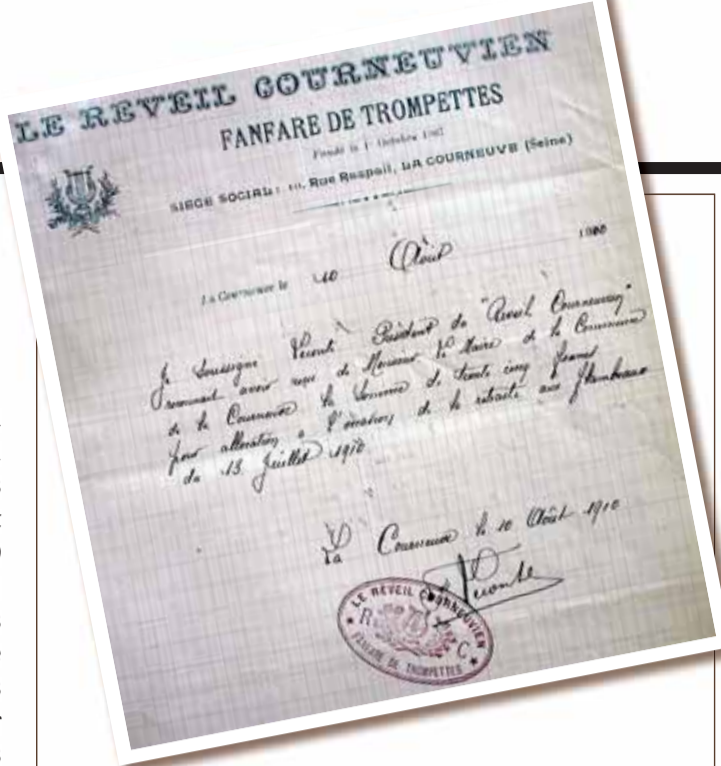 LE REVEIL COURNEUVIEN
FANFARE DE TROMPETTES
Fondé le 1er Octobre
SIEGE SOCIAL: Rue Raspail, LA COURNEUVE (Seine)
La Courneuve le 10 Août
Je soussigné Président du "Réveil Courneuvien"
reconnait avoir reçu de Monsieur le Maire de la Commune
de la Courneuve la somme de trente cinq francs
pour allocation à l'occasion de la retraite aux flambeaux
du 13 Juillet 1910
La Courneuve le 10 Août 1910
LE REVEIL COURNEUVIEN
R C
FANFARE DE TROMPETTES